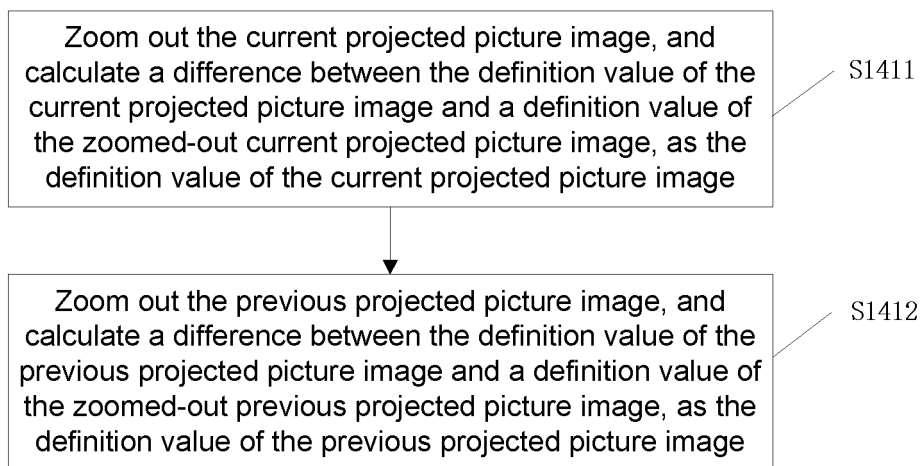 Zoom out the current projected picture image, and
calculate a difference between the definition value of the
current projected picture image and a definition value of
the zoomed-out current projected picture image, as the
definition value of the current projected picture image
S1411
Zoom out the previous projected picture image, and
calculate a difference between the definition value of the
previous projected picture image and a definition value of
the zoomed-out previous projected picture image, as the
definition value of the previous projected picture image
S1412